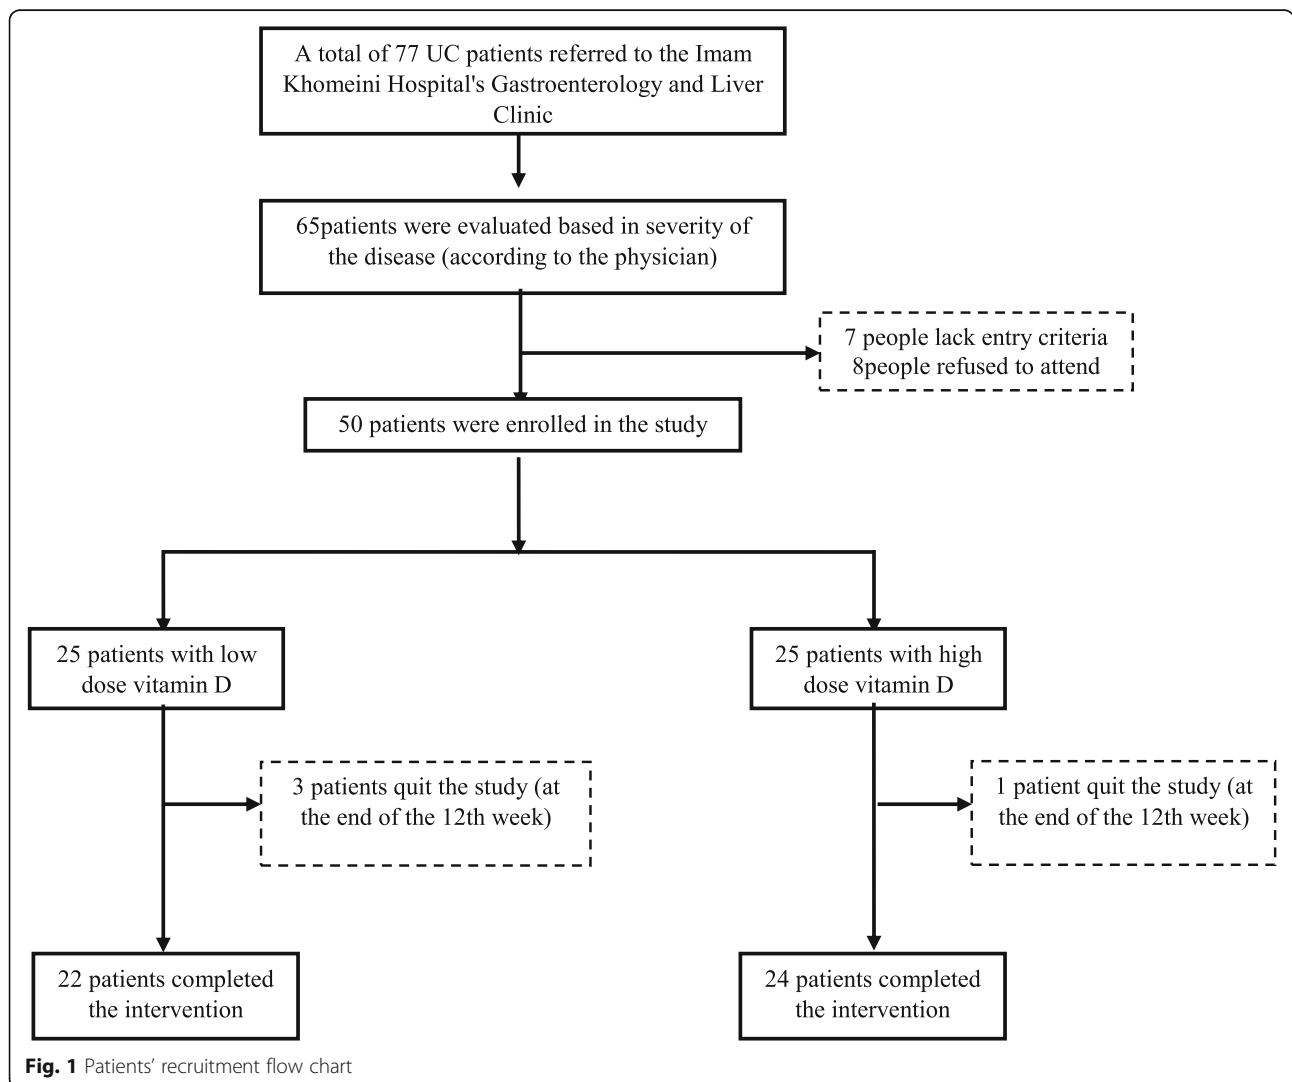 A total of 77 UC patients referred to the Imam
Khomeini Hospital's Gastroenterology and Liver
Clinic
65patients were evaluated based in severity of
the disease (according to the physician)
7 people lack entry criteria
8people refused to attend
50 patients were enrolled in the study
25 patients with low
dose vitamin D
25 patients with high
dose vitamin D
3 patients quit the study (at
the end of the 12th week)
1 patient quit the study (at
the end of the 12th week)
22 patients completed
the intervention
24 patients completed
the intervention
Fig. 1 Patients’ recruitment flow chart